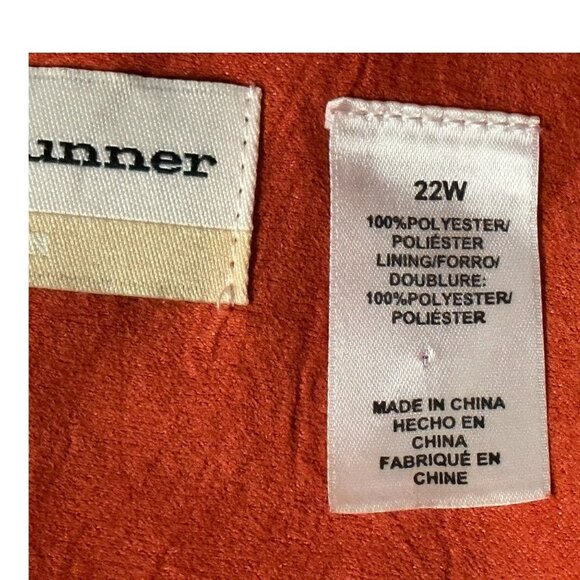 unner
N
22W
100%POLYESTER/
POLIÉSTER
LINING/FORRO/
DOUBLURE:
100%POLYESTER/
POLIÉSTER
MADE IN CHINA
HECHO EN
CHINA
FABRIQUÉ EN
CHINE